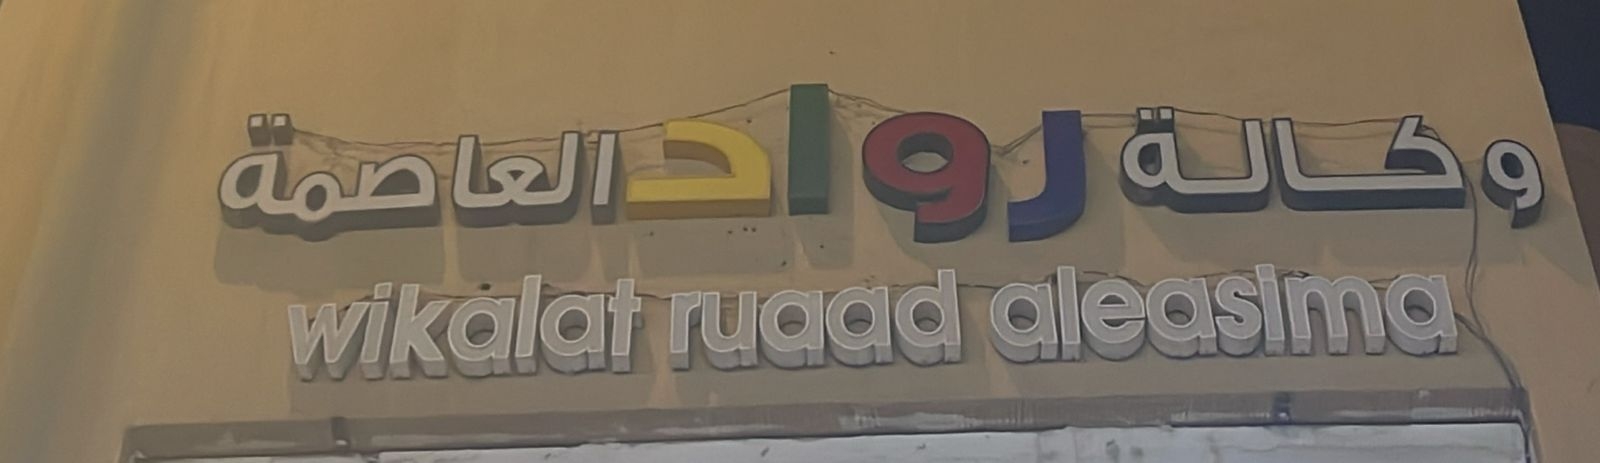 وكالة رواد العاصمة
wikalat ruaad aleasima